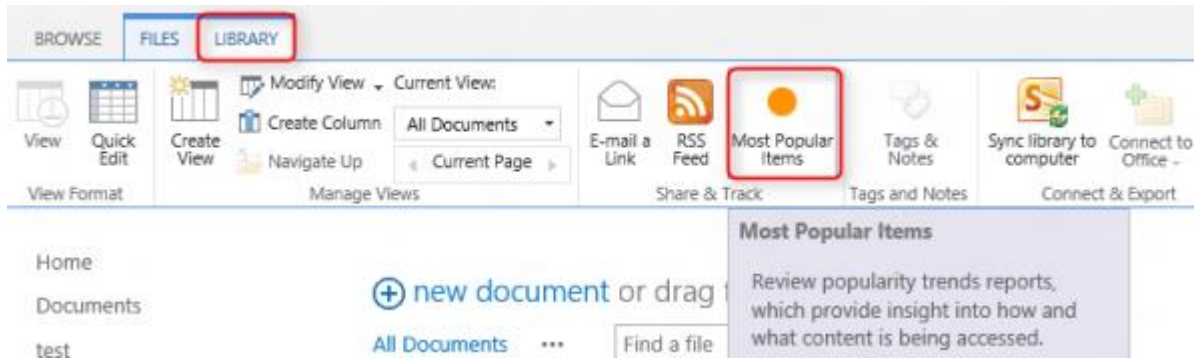 BROWSE FILES LIBRARY
View
Quick
Edit
View Format
Create
View
Modify View
Create Column
Navigate Up
Current View:
All Documents
Current Page
Manage Views
E-mail a
Link
RSS
Feed
Most Popular
Items
Share & Track
Tags &
Notes
Tags and Notes
Sync library to
computer
Connect to
Office
Connect & Export
Home
Documents
test
new document or drag f
All Documents ... Find a file
Most Popular Items
Review popularity trends reports,
which provide insight into how and
what content is being accessed.